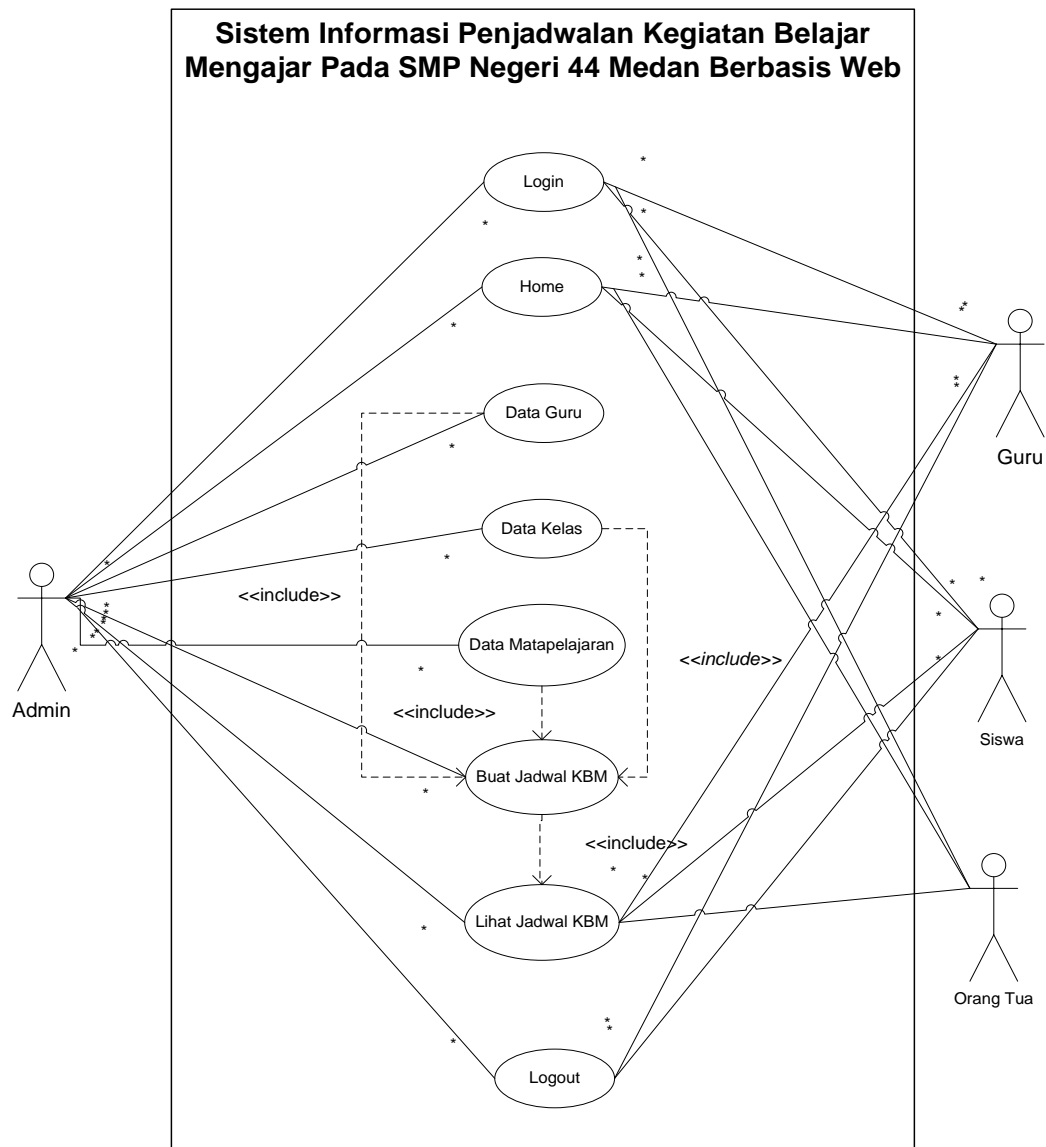 Sistem Informasi Penjadwalan Kegiatan Belajar
Mengajar Pada SMP Negeri 44 Medan Berbasis Web
Login
*
*
*
Home
*
*
*
*
*
Data Guru
*
*
*
Guru
*
Data Kelas
*
*
*
*
<<include>>
*
*
*
*
*
*
*
Data Matapelajaran
*
*
<<include>>
*
Admin
<<include>>
Siswa
Buat Jadwal KBM
*
<<include>>
*
*
Lihat Jadwal KBM
*
Orang Tua
*
*
*
Logout